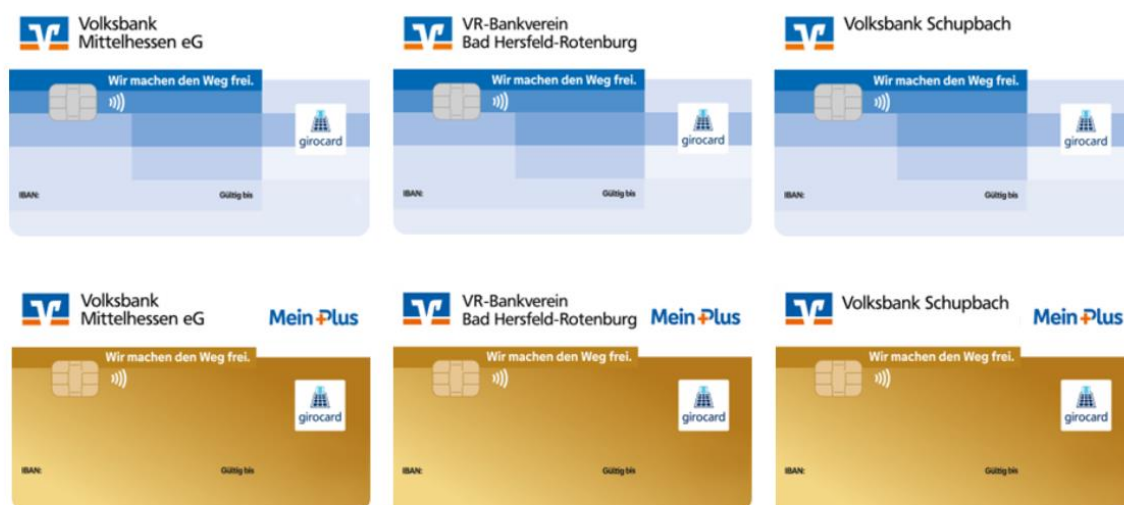 Volksbank
Mittelhessen eG
Wir machen den Weg frei.
girocard
IBAN:
Gültig bis
VR-Bankverein
Bad Hersfeld-Rotenburg
Wir machen den Weg frei.
girocard
IBAN:
Gültig bis
Volksbank Schupbach
Wir machen den Weg frei.
girocard
IBAN:
Gültig bis
Volksbank
Mittelhessen eG
Mein Plus
Wir machen den Weg frei.
girocard
IBAN:
Gültig bis
VR-Bankverein
Bad Hersfeld-Rotenburg
Mein Plus
Wir machen den Weg frei.
girocard
IBAN:
Gültig bis
Volksbank Schupbach
Mein Plus
Wir machen den Weg frei.
girocard
IBAN:
Gültig bis